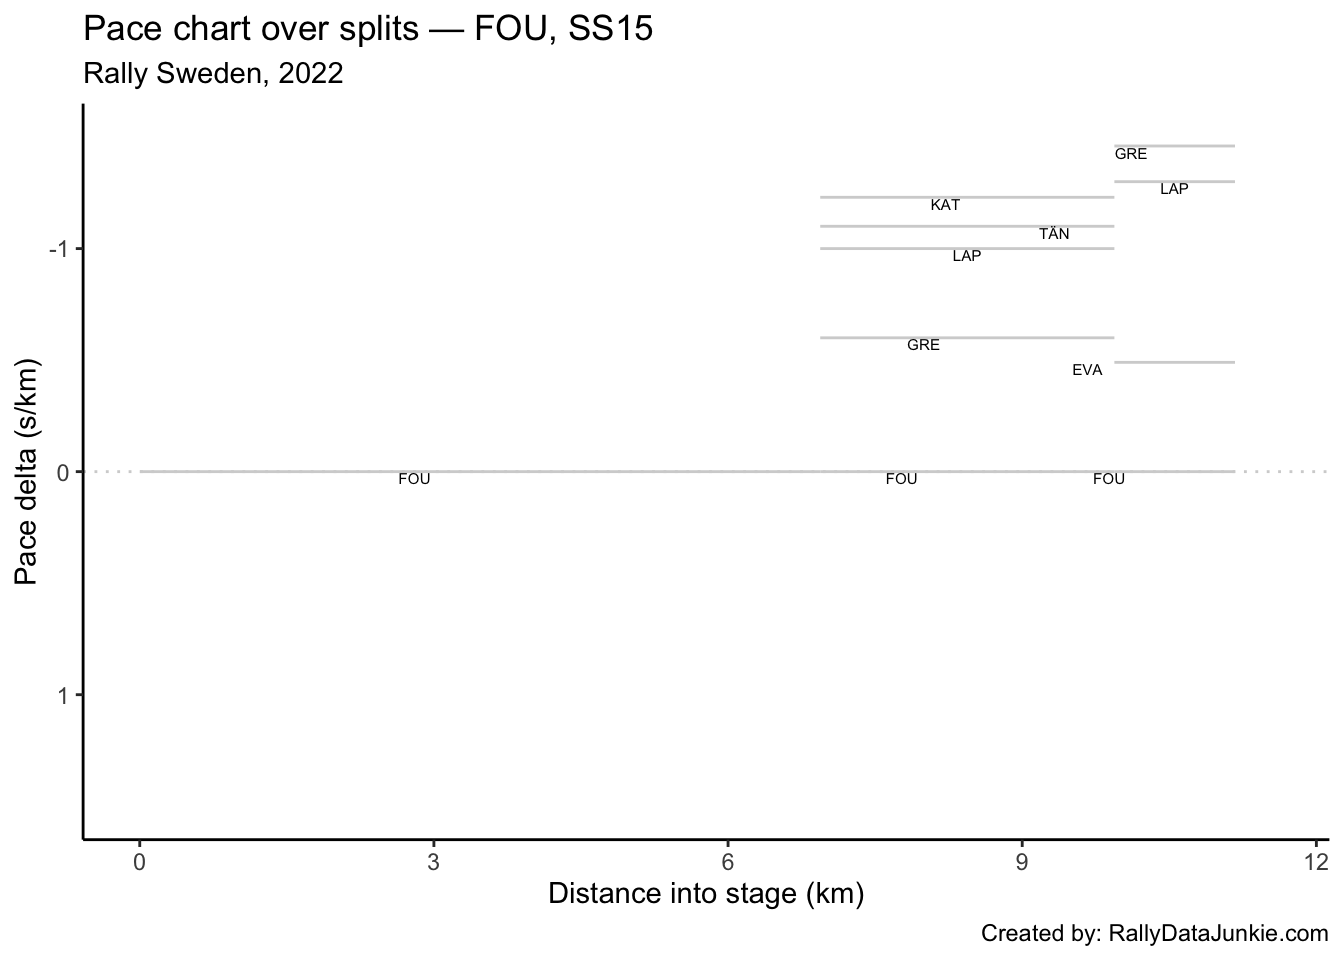 Pace chart over splits — FOU, SS15
Rally Sweden, 2022
GRE
LAP
KAT
TÄN
-1
LAP
GRE
EVA
0
FOU FOU FOU
1
Pace delta (s/km)
0 3 6 9 12
Distance into stage (km)
Created by: RallyDataJunkie.com